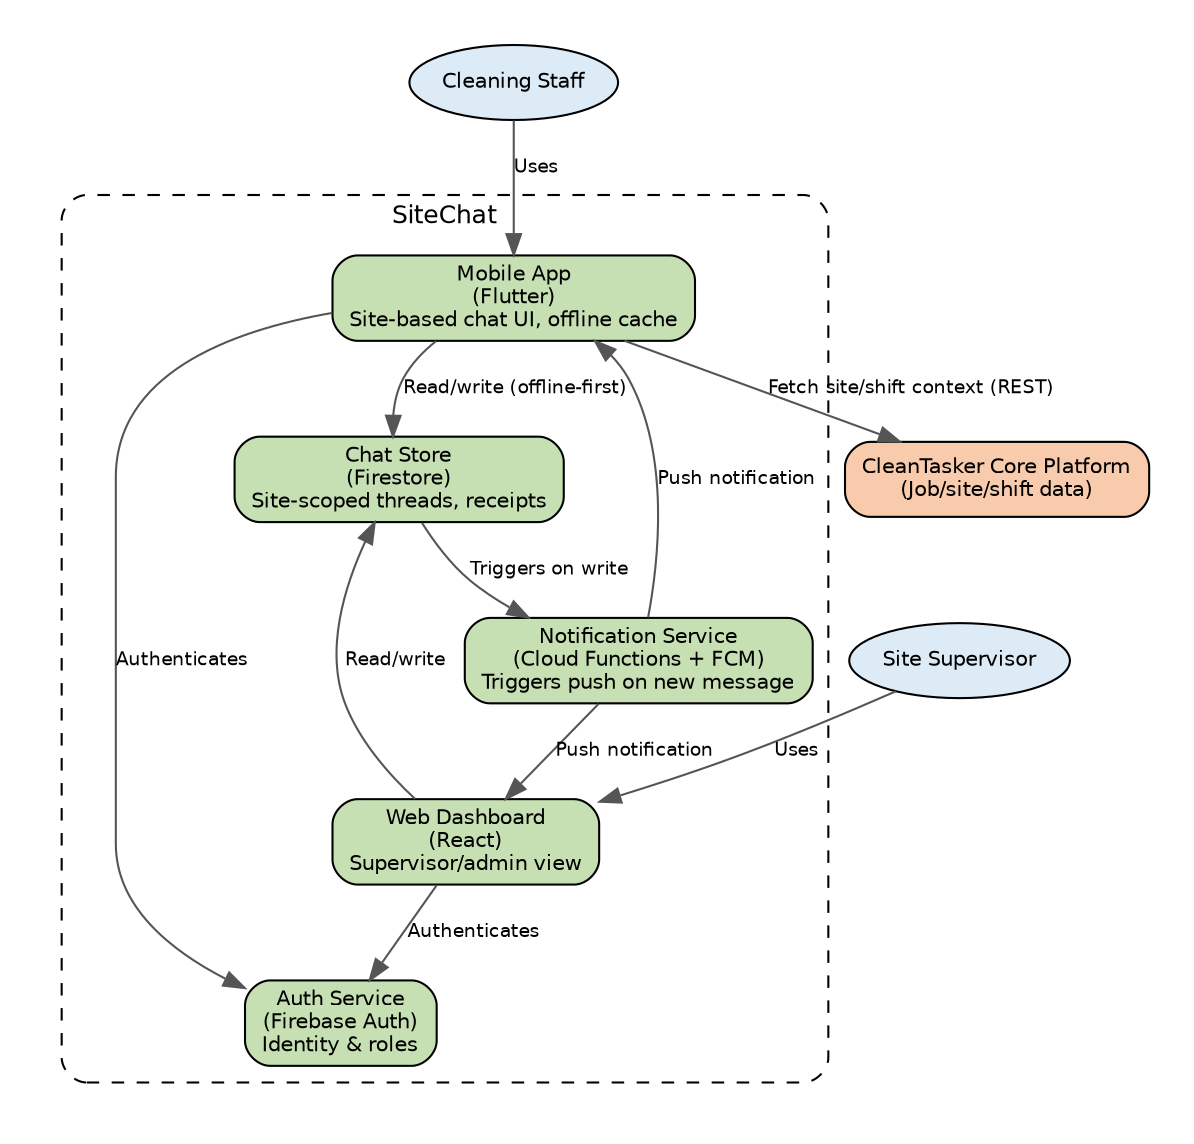 Cleaning Staff
Uses
SiteChat
Mobile App
(Flutter)
Site-based chat UI, offline cache
Read/write (offline-first)
Fetch site/shift context (REST)
Chat Store
(Firestore)
Site-scoped threads, receipts
Push notification
CleanTasker Core Platform
(Job/site/shift data)
Triggers on write
Notification Service
(Cloud Functions + FCM)
Triggers push on new message
Site Supervisor
Authenticates
Read/write
Push notification
Uses
Web Dashboard
(React)
Supervisor/admin view
Authenticates
Auth Service
(Firebase Auth)
Identity & roles